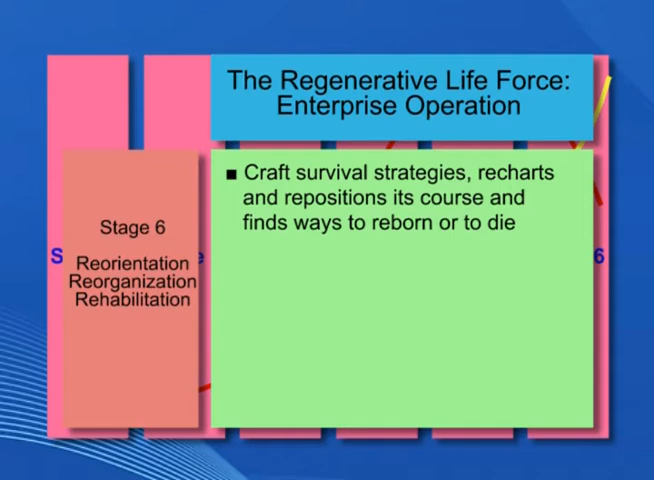 The Regenerative Life Force:
Enterprise Operation
■ Craft survival strategies, recharts
and repositions its course and
finds ways to reborn or to die
Stage 6
Reorientation
Reorganization
Rehabilitation
S
e
6